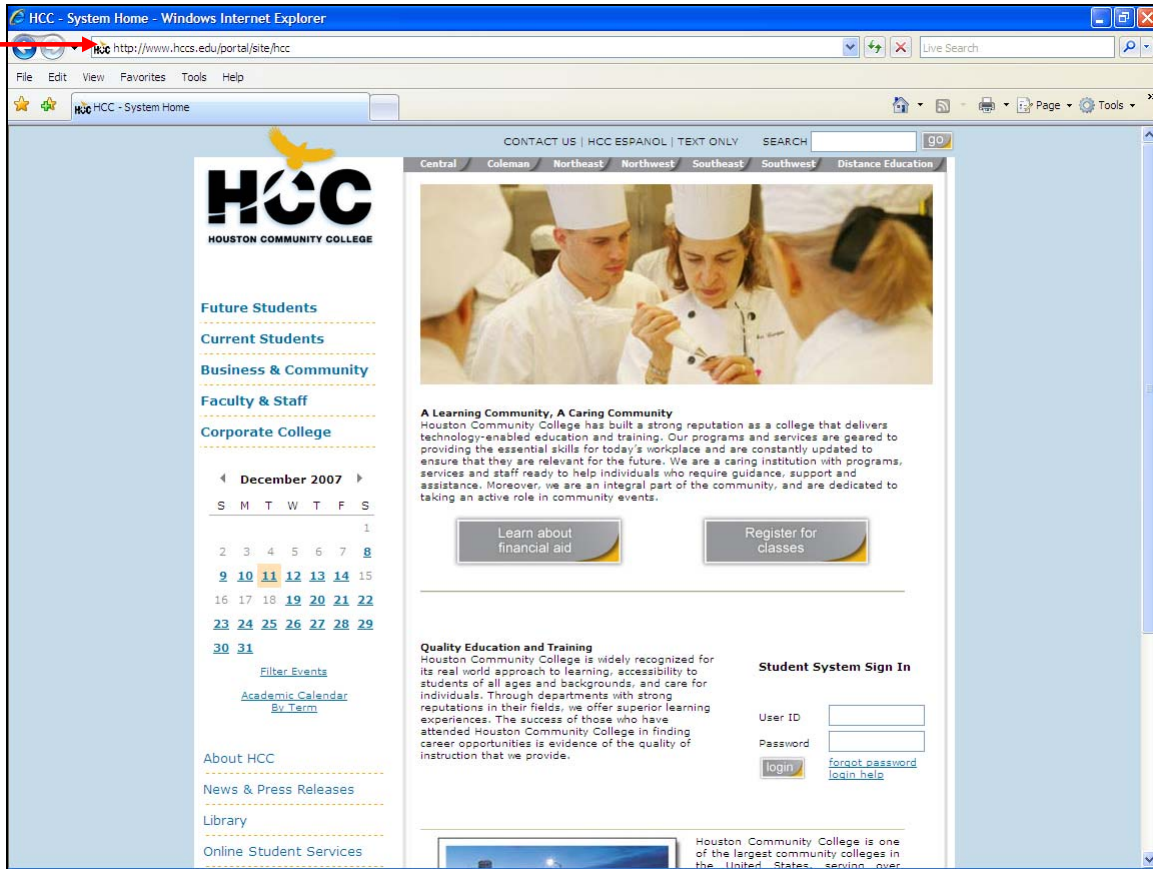 HCC - System Home - Windows Internet Explorer
http://www.hccs.edu/portal/site/hcc
Live Search
File Edit View Favorites Tools Help
HCC - System Home
Page Tools
CONTACT US | HCC ESPANOL | TEXT ONLY SEARCH go
Central Coleman Northeast Northwest Southeast Southwest Distance Education
HCC
HOUSTON COMMUNITY COLLEGE
Future Students
Current Students
Business & Community
Faculty & Staff
Corporate College
December 2007
S M T W T F S
1
2 3 4 5 6 7 8
9 10 11 12 13 14 15
16 17 18 19 20 21 22
23 24 25 26 27 28 29
30 31
Filter Events
Academic Calendar
By Term
About HCC
News & Press Releases
Library
Online Student Services
A Learning Community, A Caring Community
Houston Community College has built a strong reputation as a college that delivers
technology-enabled education and training. Our programs and services are geared to
providing the essential skills for today's workplace and are constantly updated to
ensure that they are relevant for the future. We are a caring institution with programs,
services and staff ready to help individuals who require guidance, support and
assistance. Moreover, we are an integral part of the community, and are dedicated to
taking an active role in community events.
Learn about
financial aid
Register for
classes
Quality Education and Training
Houston Community College is widely recognized for
its real world approach to learning, accessibility to
students of all ages and backgrounds, and care for
individuals. Through departments with strong
reputations in their fields, we offer superior learning
experiences. The success of those who have
attended Houston Community College in finding
career opportunities is evidence of the quality of
instruction that we provide.
Student System Sign In
User ID
Password
login
forgot password
login help
Houston Community College is one
of the largest community colleges in
the United States, serving over